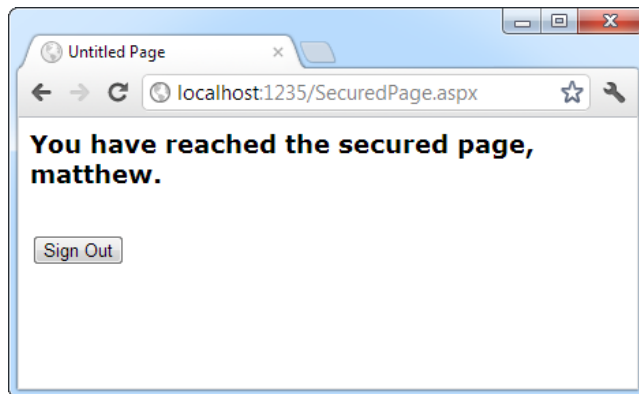 Untitled Page
localhost:1235/SecuredPage.aspx
You have reached the secured page,
matthew.
Sign Out